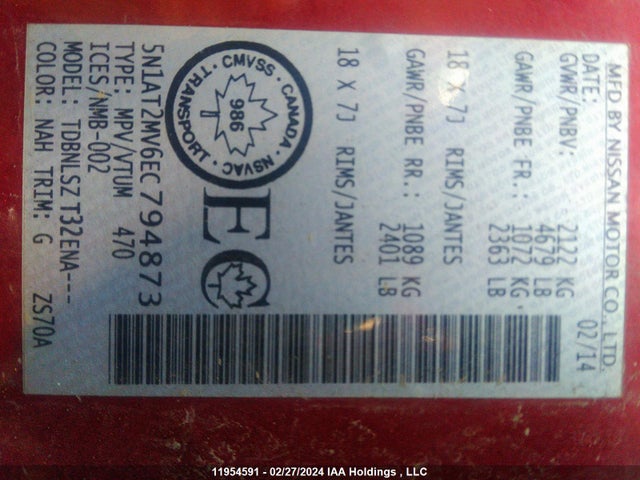 MFD BY NISSAN MOTOR CO., LTD.
DATE: 02/14
GVWR/PNBV: 2122 KG
4679 LB
GAWR/PNBE FR.: 1072 KG
2363 LB
18 X 7J RIMS/JANTES
GAWR/PNBE RR.: 1089 KG
2401 LB
18 X 7J RIMS/JANTES
CMVSS · CANADA · NSVAC · TRANSPORT ·
986
EC
5N1AT2MV6EC794873
TYPE: MPV/VTUM 470
ICES/NMB-002
MODEL: TDBNLSZ T32ENA---
COLOR: NAH TRIM: G ZS70A
11954591 - 02/27/2024 IAA Holdings , LLC